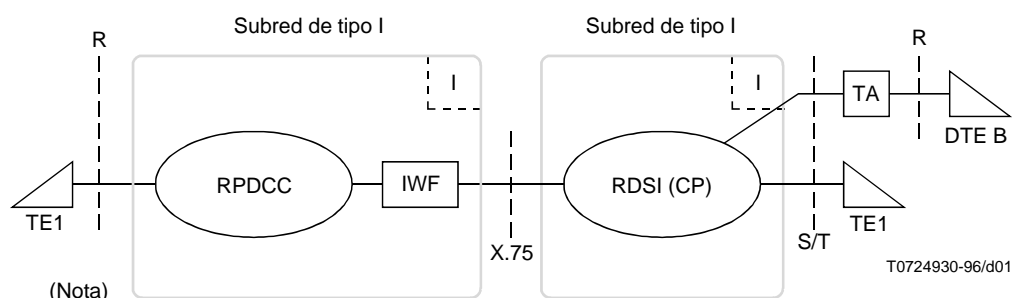 Subred de tipo I
Subred de tipo I
R
R
I
I
TA
DTE B
RPDCC
IWF
RDSI (CP)
TE1
TE1
X.75
S/T
T0724930-96/d01
(Nota)